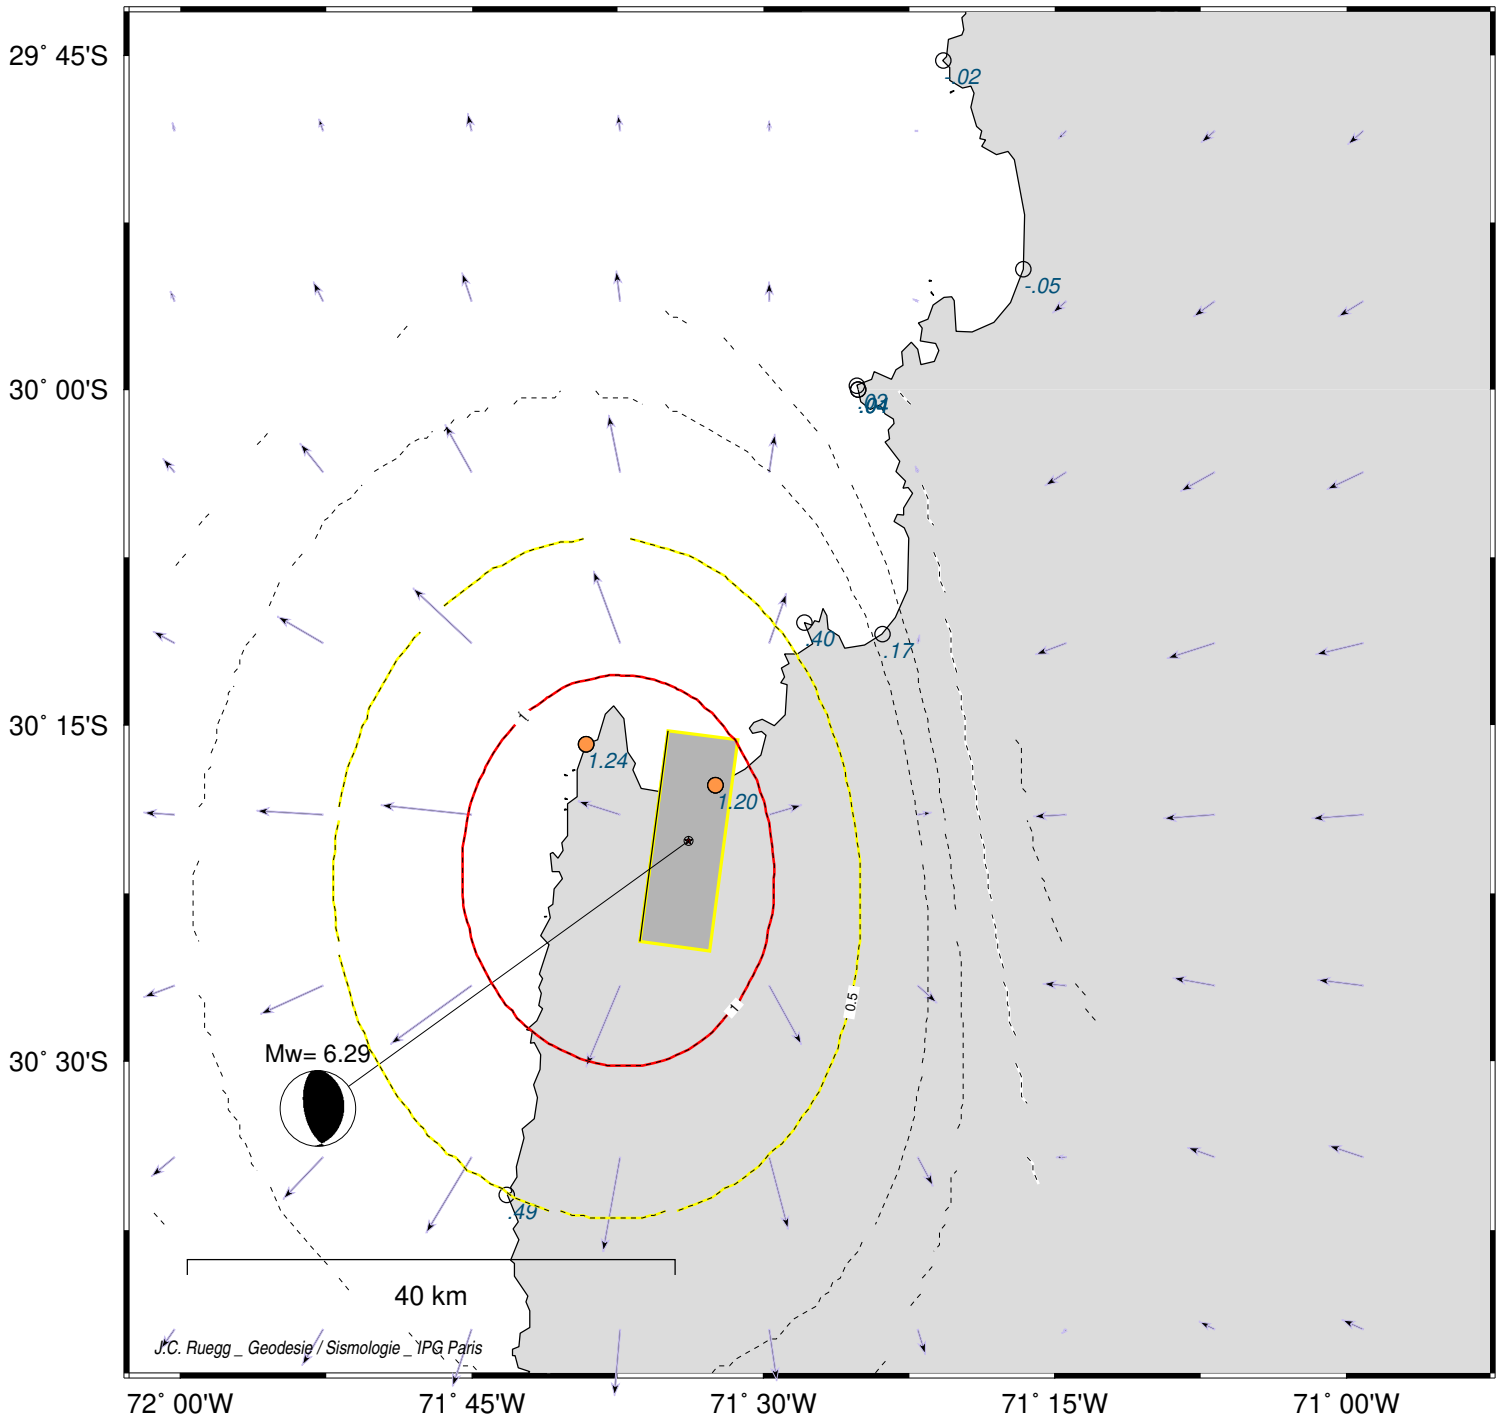 29° 45'S
-.02
-.05
30° 00'S
.40
.17
30° 15'S
1
1.24
1.20
1
0.5
30° 30'S
Mw= 6.29
.49
40 km
J.C. Ruegg _ Geodesie / Sismologie _ IPG Paris
72° 00'W 71° 45'W 71° 30'W 71° 15'W 71° 00'W